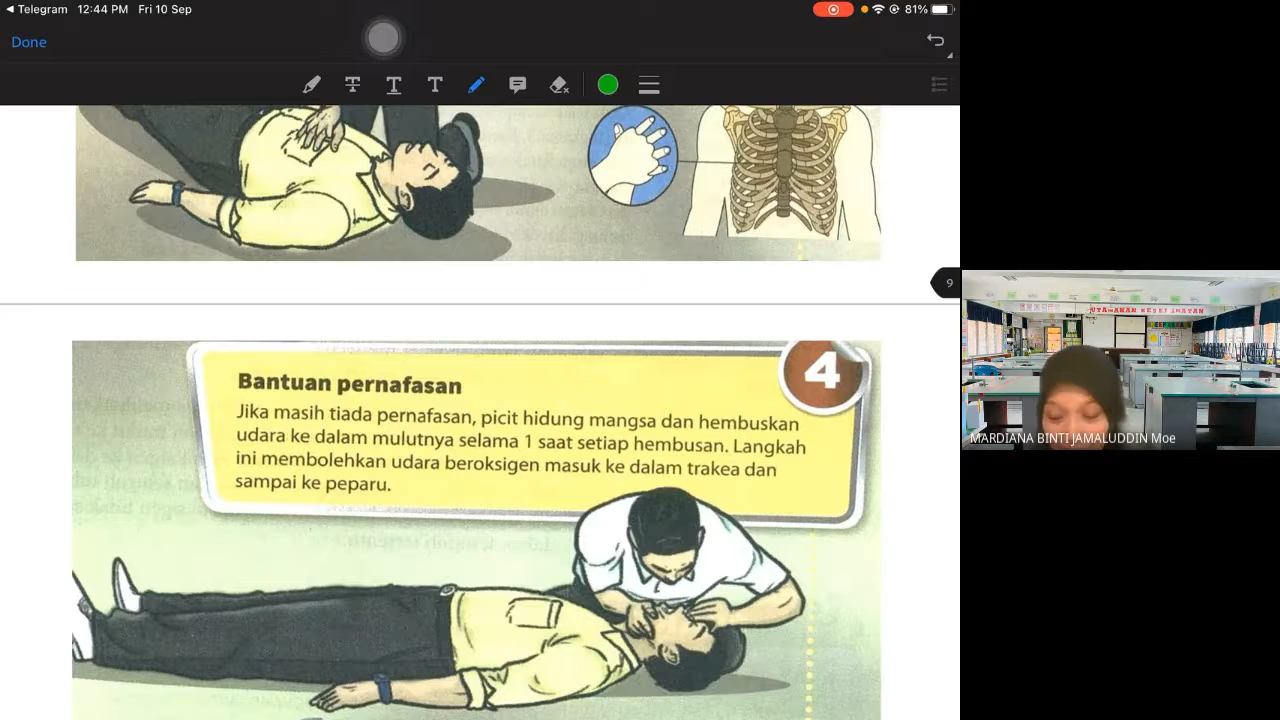 Telegram 12:44 PM Fri 10 Sep 81%
Done
9
4
Bantuan pernafasan
Jika masih tiada pernafasan, picit hidung mangsa dan hembuskan
udara ke dalam mulutnya selama 1 saat setiap hembusan. Langkah
ini membolehkan udara beroksigen masuk ke dalam trakea dan
sampai ke peparu.
UTAMAKAN KESELAMATAN
MARDIANA BINTI JAMALUDDIN Moe